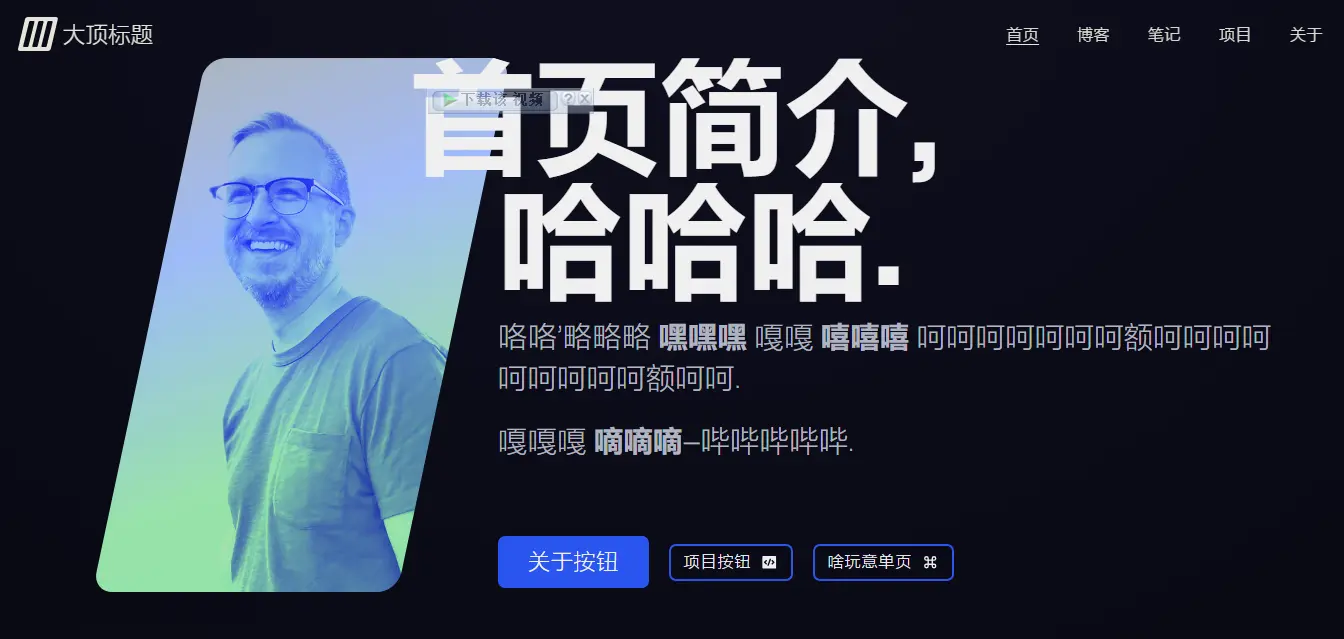 大顶标题
首页 博客 笔记 项目 关于
首页简介,
下载该 视频 ? X
哈哈哈.
咯咯’略略略 嘿嘿嘿 嘎嘎 嘻嘻嘻 呵呵呵呵呵呵呵额呵呵呵呵
呵呵呵呵呵额呵呵.
嘎嘎嘎 嘀嘀嘀—哔哔哔哔哔.
关于按钮 项目按钮 啥玩意单页 ⌘